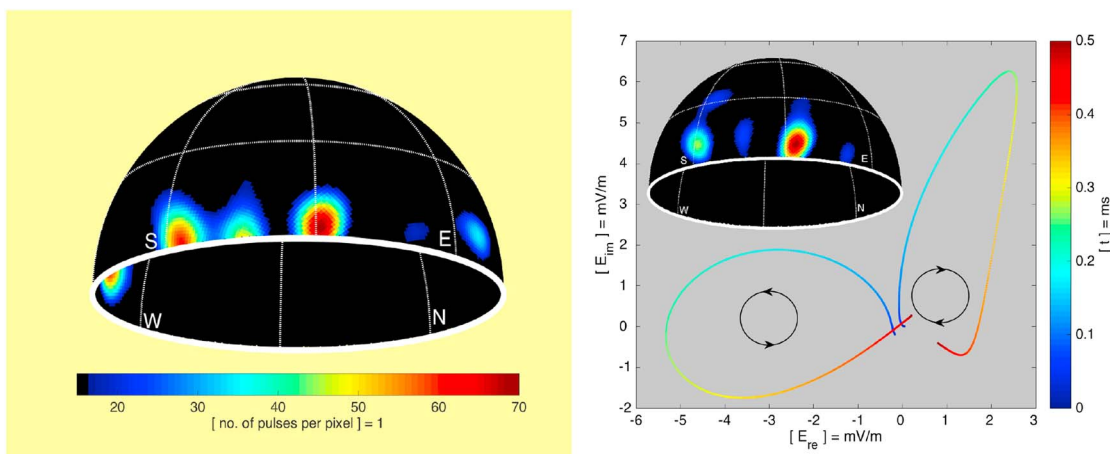 S
E
W
N
20 30 40 50 60 70
[ no. of pulses per pixel ] = 1
7
6
5
4
3
2
1
0
-1
-2
[ E_im ] = mV/m
S
E
W
N
-6 -5 -4 -3 -2 -1 0 1 2 3
[ E_re ] = mV/m
0.5
0.4
0.3
0.2
0.1
0
[ t ] = ms